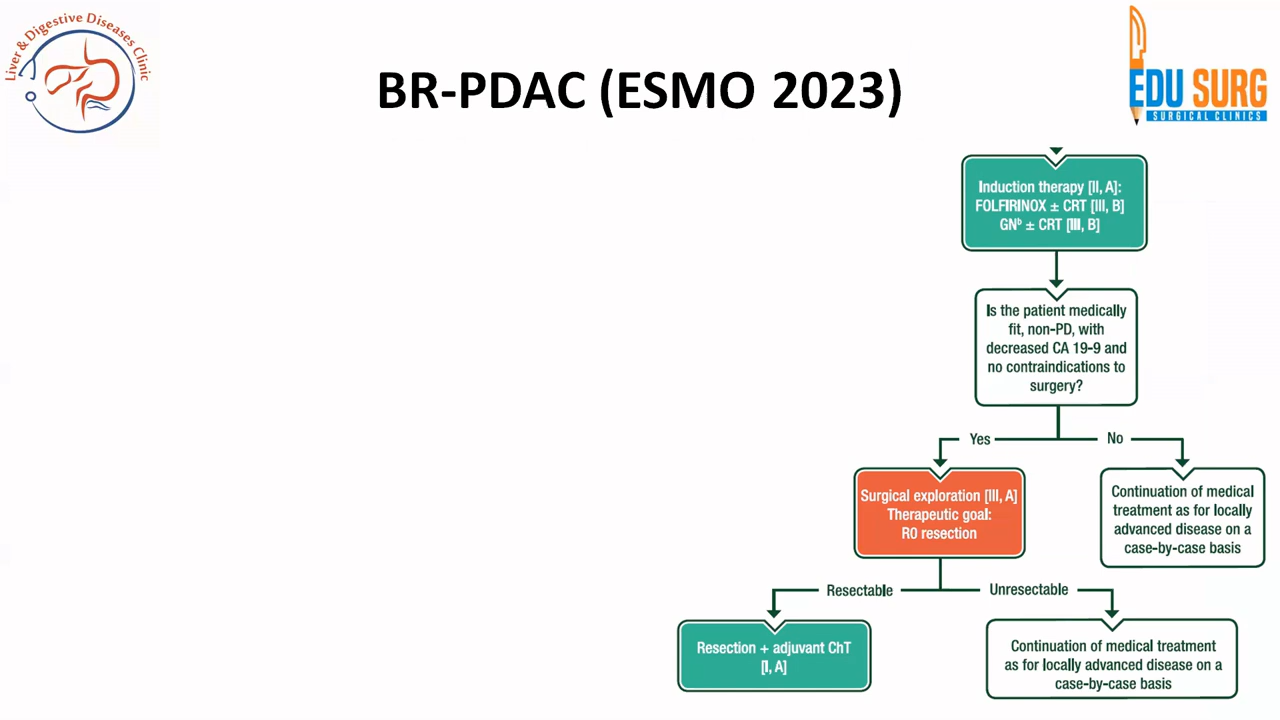 Liver & Digestive Diseases Clinic
BR-PDAC (ESMO 2023)
EDU SURG
SURGICAL CLINICS
Induction therapy [II, A]:
FOLFIRINOX ± CRT [III, B]
GNᵇ ± CRT [III, B]
Is the patient medically
fit, non-PD, with
decreased CA 19-9 and
no contraindications to
surgery?
Yes
No
Surgical exploration [III, A]
Therapeutic goal:
R0 resection
Continuation of medical
treatment as for locally
advanced disease on a
case-by-case basis
Resectable
Unresectable
Resection + adjuvant ChT
[I, A]
Continuation of medical treatment
as for locally advanced disease on a
case-by-case basis